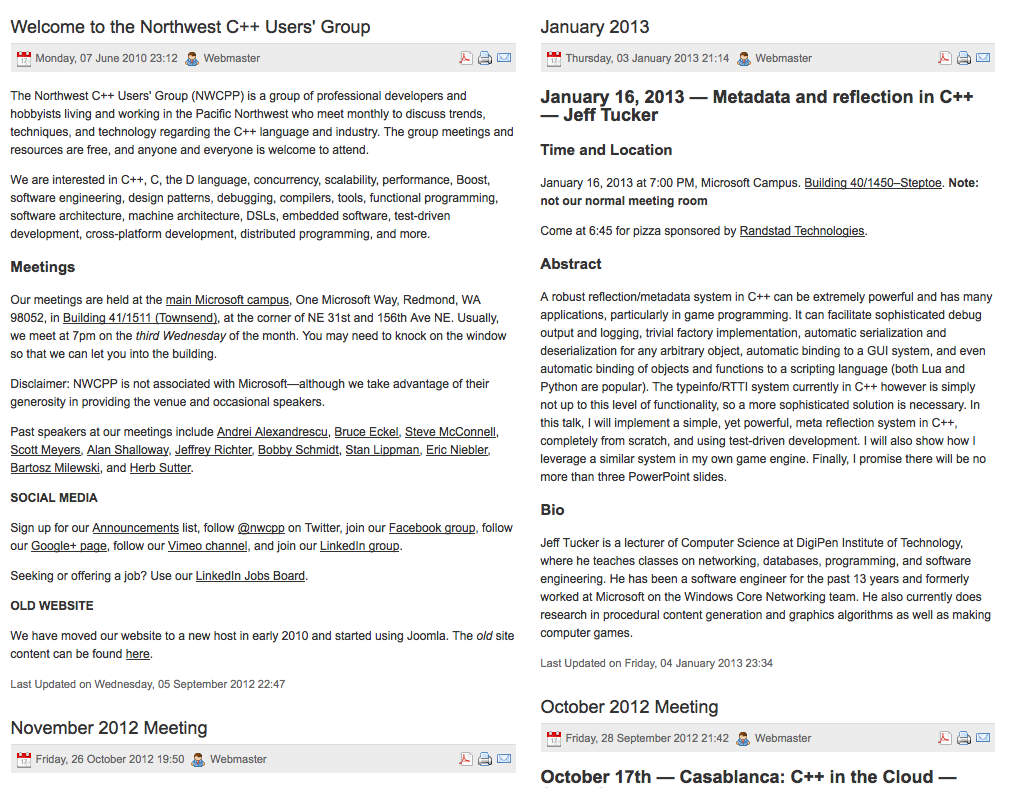 Welcome to the Northwest C++ Users' Group
Monday, 07 June 2010 23:12 Webmaster
The Northwest C++ Users' Group (NWCPP) is a group of professional developers and
hobbyists living and working in the Pacific Northwest who meet monthly to discuss trends,
techniques, and technology regarding the C++ language and industry. The group meetings and
resources are free, and anyone and everyone is welcome to attend.
We are interested in C++, C, the D language, concurrency, scalability, performance, Boost,
software engineering, design patterns, debugging, compilers, tools, functional programming,
software architecture, machine architecture, DSLs, embedded software, test-driven
development, cross-platform development, distributed programming, and more.
Meetings
Our meetings are held at the main Microsoft campus, One Microsoft Way, Redmond, WA
98052, in Building 41/1511 (Townsend), at the corner of NE 31st and 156th Ave NE. Usually,
we meet at 7pm on the third Wednesday of the month. You may need to knock on the window
so that we can let you into the building.
Disclaimer: NWCPP is not associated with Microsoft—although we take advantage of their
generosity in providing the venue and occasional speakers.
Past speakers at our meetings include Andrei Alexandrescu, Bruce Eckel, Steve McConnell,
Scott Meyers, Alan Shalloway, Jeffrey Richter, Bobby Schmidt, Stan Lippman, Eric Niebler,
Bartosz Milewski, and Herb Sutter.
SOCIAL MEDIA
Sign up for our Announcements list, follow @nwcpp on Twitter, join our Facebook group, follow
our Google+ page, follow our Vimeo channel, and join our LinkedIn group.
Seeking or offering a job? Use our LinkedIn Jobs Board.
OLD WEBSITE
We have moved our website to a new host in early 2010 and started using Joomla. The old site
content can be found here.
Last Updated on Wednesday, 05 September 2012 22:47
November 2012 Meeting
Friday, 26 October 2012 19:50 Webmaster
January 2013
Thursday, 03 January 2013 21:14 Webmaster
January 16, 2013 — Metadata and reflection in C++
— Jeff Tucker
Time and Location
January 16, 2013 at 7:00 PM, Microsoft Campus. Building 40/1450–Steptoe. Note:
not our normal meeting room
Come at 6:45 for pizza sponsored by Randstad Technologies.
Abstract
A robust reflection/metadata system in C++ can be extremely powerful and has many
applications, particularly in game programming. It can facilitate sophisticated debug
output and logging, trivial factory implementation, automatic serialization and
deserialization for any arbitrary object, automatic binding to a GUI system, and even
automatic binding of objects and functions to a scripting language (both Lua and
Python are popular). The typeinfo/RTTI system currently in C++ however is simply
not up to this level of functionality, so a more sophisticated solution is necessary. In
this talk, I will implement a simple, yet powerful, meta reflection system in C++,
completely from scratch, and using test-driven development. I will also show how I
leverage a similar system in my own game engine. Finally, I promise there will be no
more than three PowerPoint slides.
Bio
Jeff Tucker is a lecturer of Computer Science at DigiPen Institute of Technology,
where he teaches classes on networking, databases, programming, and software
engineering. He has been a software engineer for the past 13 years and formerly
worked at Microsoft on the Windows Core Networking team. He also currently does
research in procedural content generation and graphics algorithms as well as making
computer games.
Last Updated on Friday, 04 January 2013 23:34
October 2012 Meeting
Friday, 28 September 2012 21:42 Webmaster
October 17th — Casablanca: C++ in the Cloud —